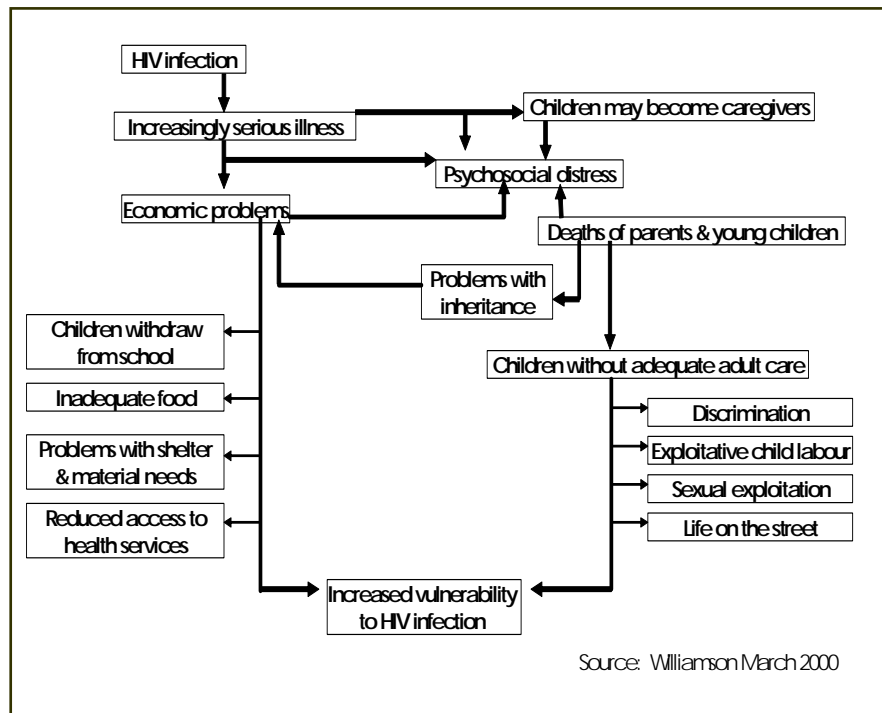 HIV infection
Increasingly serious illness
Children may become caregivers
Psychosocial distress
Economic problems
Deaths of parents & young children
Problems with
inheritance
Children withdraw
from school
Children without adequate adult care
Inadequate food
Discrimination
Problems with shelter
& material needs
Exploitative child labour
Sexual exploitation
Reduced access to
health services
Life on the street
Increased vulnerability
to HIV infection
Source: Williamson March 2000